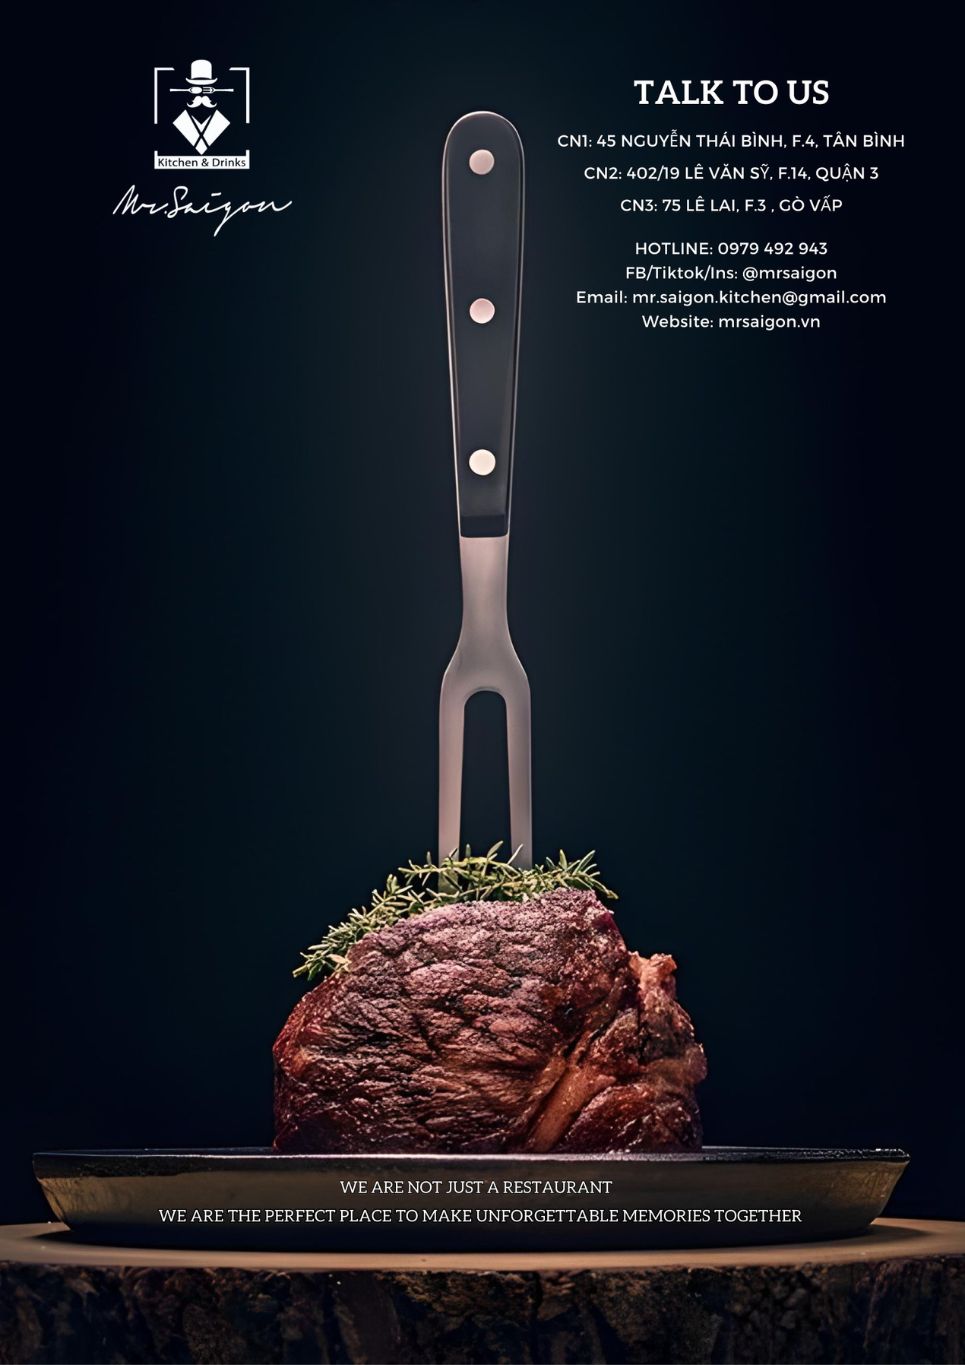 Kitchen & Drinks
Mr.Saigon
TALK TO US
CN1: 45 NGUYỄN THÁI BÌNH, F.4, TÂN BÌNH
CN2: 402/19 LÊ VĂN SỸ, F.14, QUẬN 3
CN3: 75 LÊ LAI, F.3 , GÒ VẤP
HOTLINE: 0979 492 943
FB/Tiktok/Ins: @mrsaigon
Email: mr.saigon.kitchen@gmail.com
Website: mrsaigon.vn
WE ARE NOT JUST A RESTAURANT
WE ARE THE PERFECT PLACE TO MAKE UNFORGETTABLE MEMORIES TOGETHER